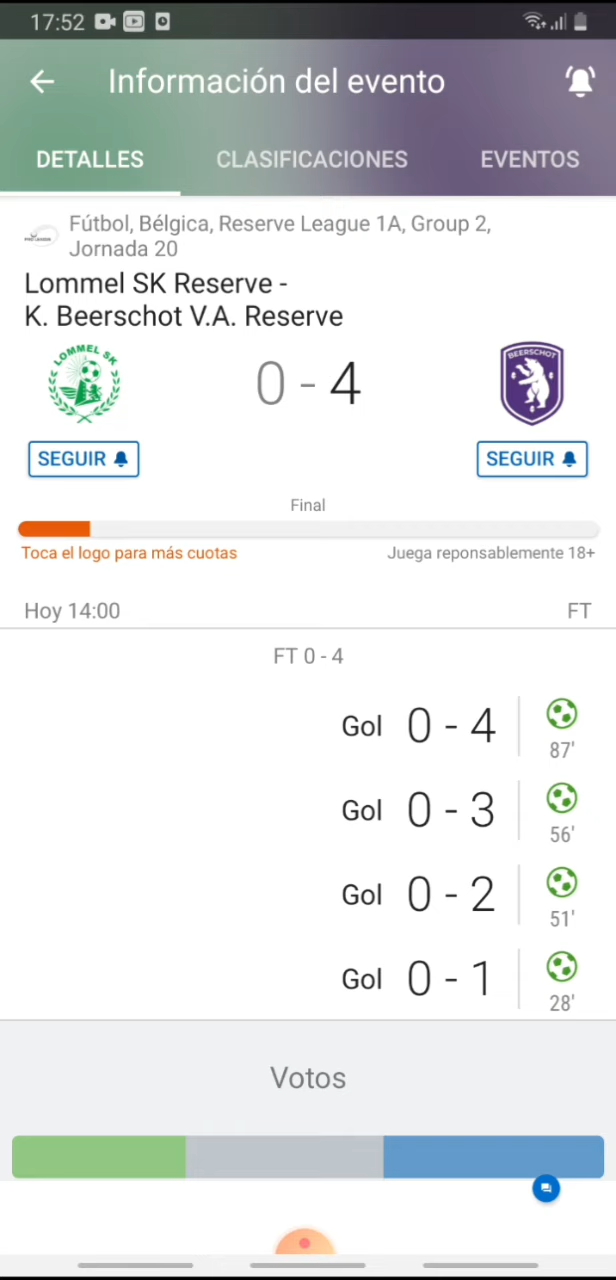 17:52
Información del evento
DETALLES
CLASIFICACIONES
EVENTOS
Fútbol, Bélgica, Reserve League 1A, Group 2,
Jornada 20
Lommel SK Reserve -
K. Beerschot V.A. Reserve
LOMMEL SK
0 - 4
BEERSCHOT
SEGUIR
SEGUIR
Final
Toca el logo para más cuotas
Juega reponsablemente 18+
Hoy 14:00
FT
FT 0 - 4
Gol 0 - 4
87'
Gol 0 - 3
56'
Gol 0 - 2
51'
Gol 0 - 1
28'
Votos